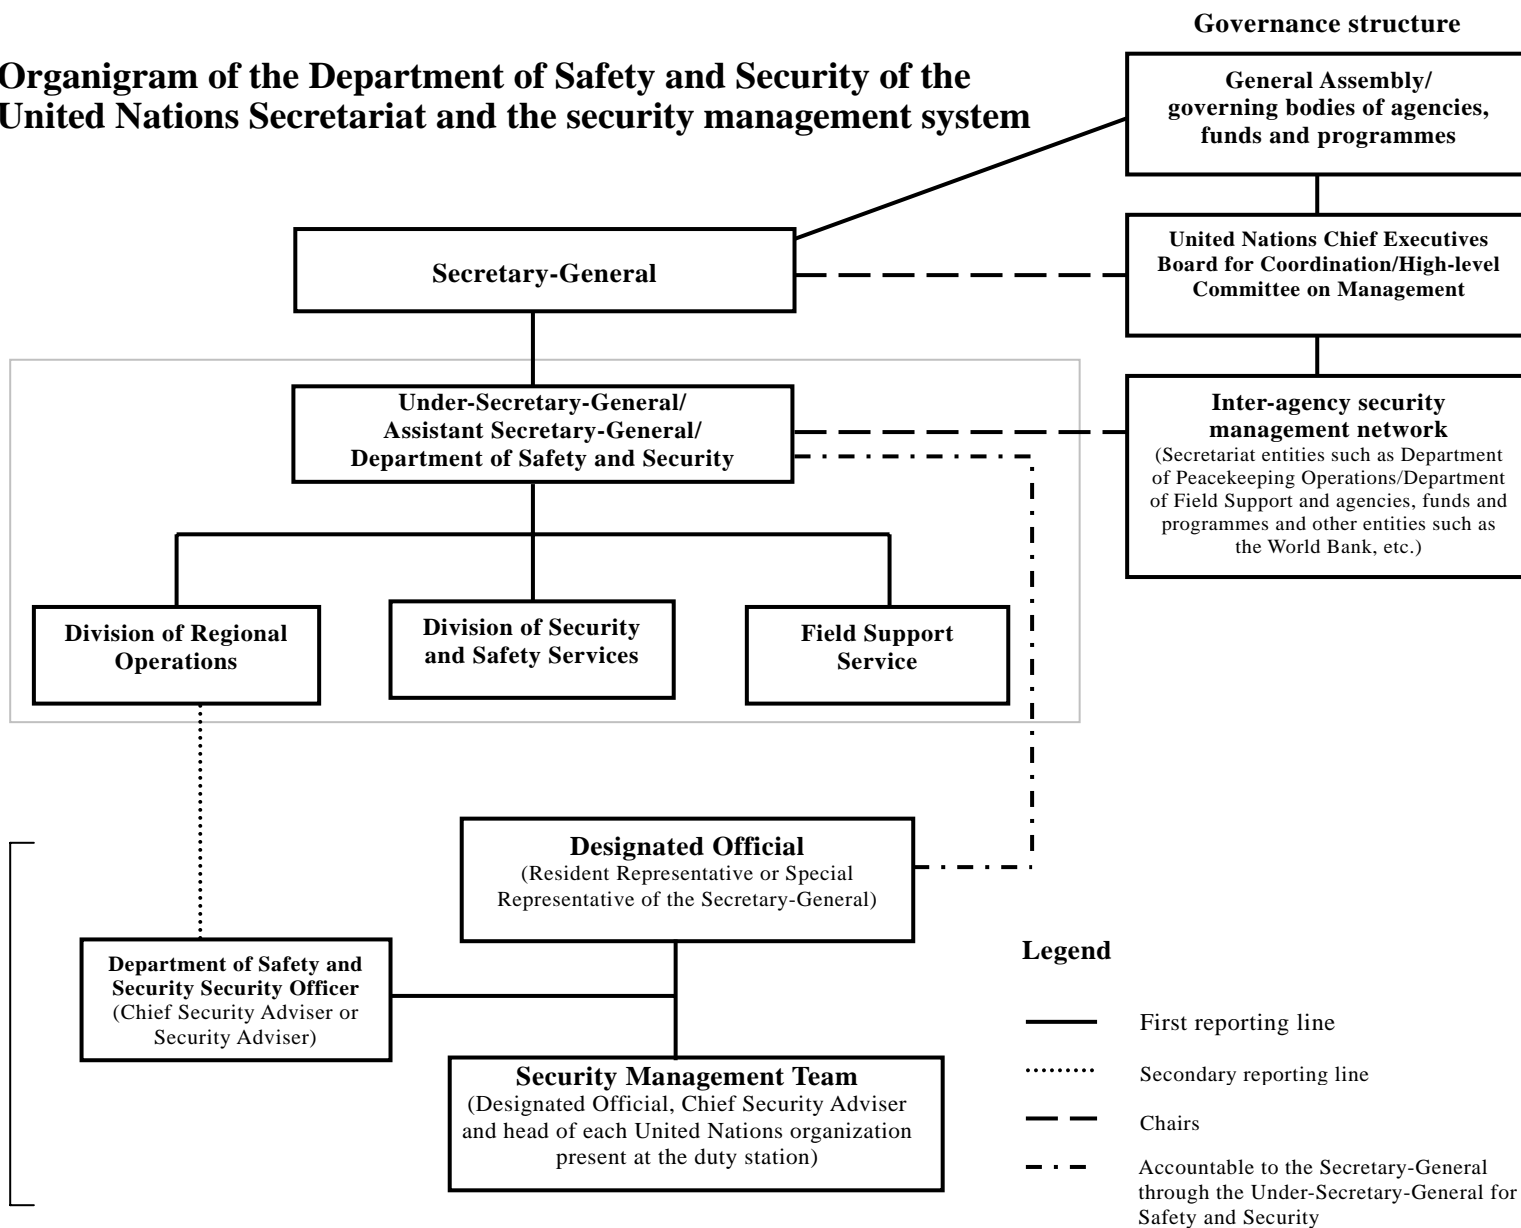 Governance structure
Organigram of the Department of Safety and Security of the
United Nations Secretariat and the security management system
General Assembly/
governing bodies of agencies,
funds and programmes
United Nations Chief Executives
Board for Coordination/High-level
Committee on Management
Secretary-General
Under-Secretary-General/
Assistant Secretary-General/
Department of Safety and Security
Inter-agency security
management network
(Secretariat entities such as Department
of Peacekeeping Operations/Department
of Field Support and agencies, funds and
programmes and other entities such as
the World Bank, etc.)
Division of Regional
Operations
Division of Security
and Safety Services
Field Support
Service
Designated Official
(Resident Representative or Special
Representative of the Secretary-General)
Department of Safety and
Security Security Officer
(Chief Security Adviser or
Security Adviser)
Security Management Team
(Designated Official, Chief Security Adviser
and head of each United Nations organization
present at the duty station)
Legend
First reporting line
Secondary reporting line
Chairs
Accountable to the Secretary-General
through the Under-Secretary-General for
Safety and Security